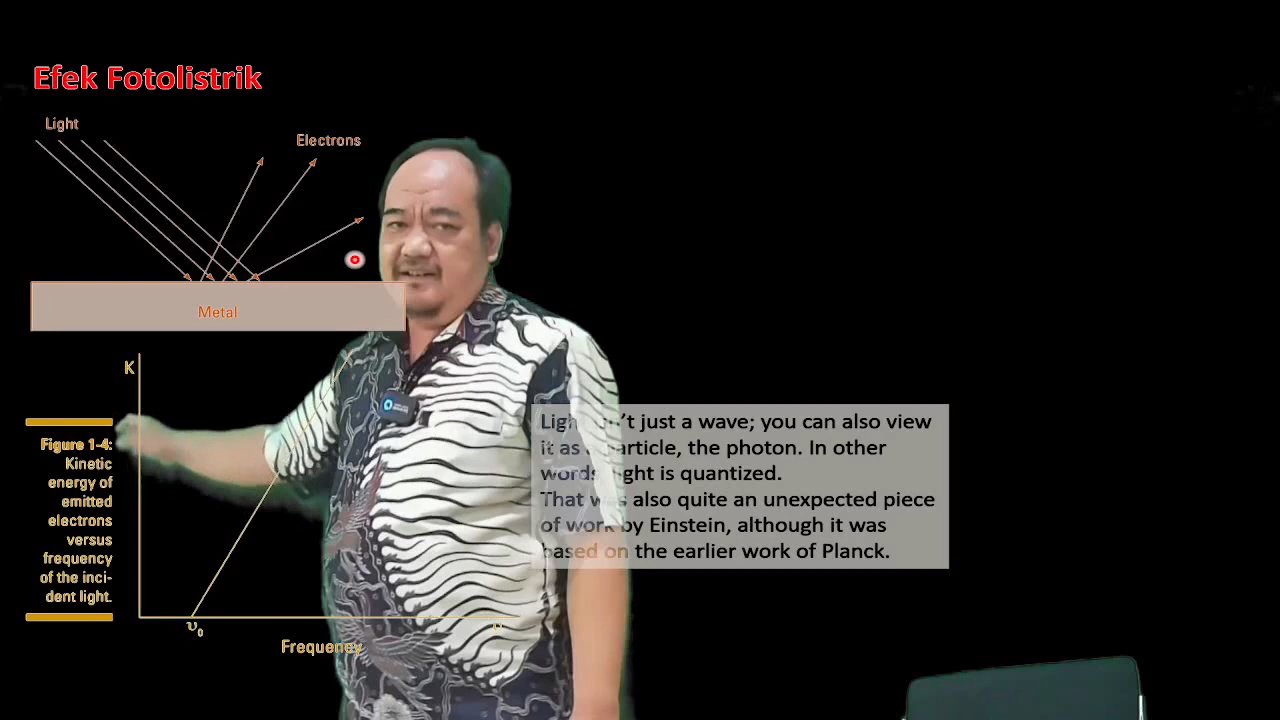 Efek Fotolistrik
Light
Electrons
Metal
K
Figure 1-4:
Kinetic
energy of
emitted
electrons
versus
frequency
of the inci-
dent light.
υ0
υ
Frequency
just a wave; you can also view
it as particle, the photon. In other
words light is quantized.
That was also quite an unexpected piece
of work by Einstein, although it was
based on the earlier work of Planck.